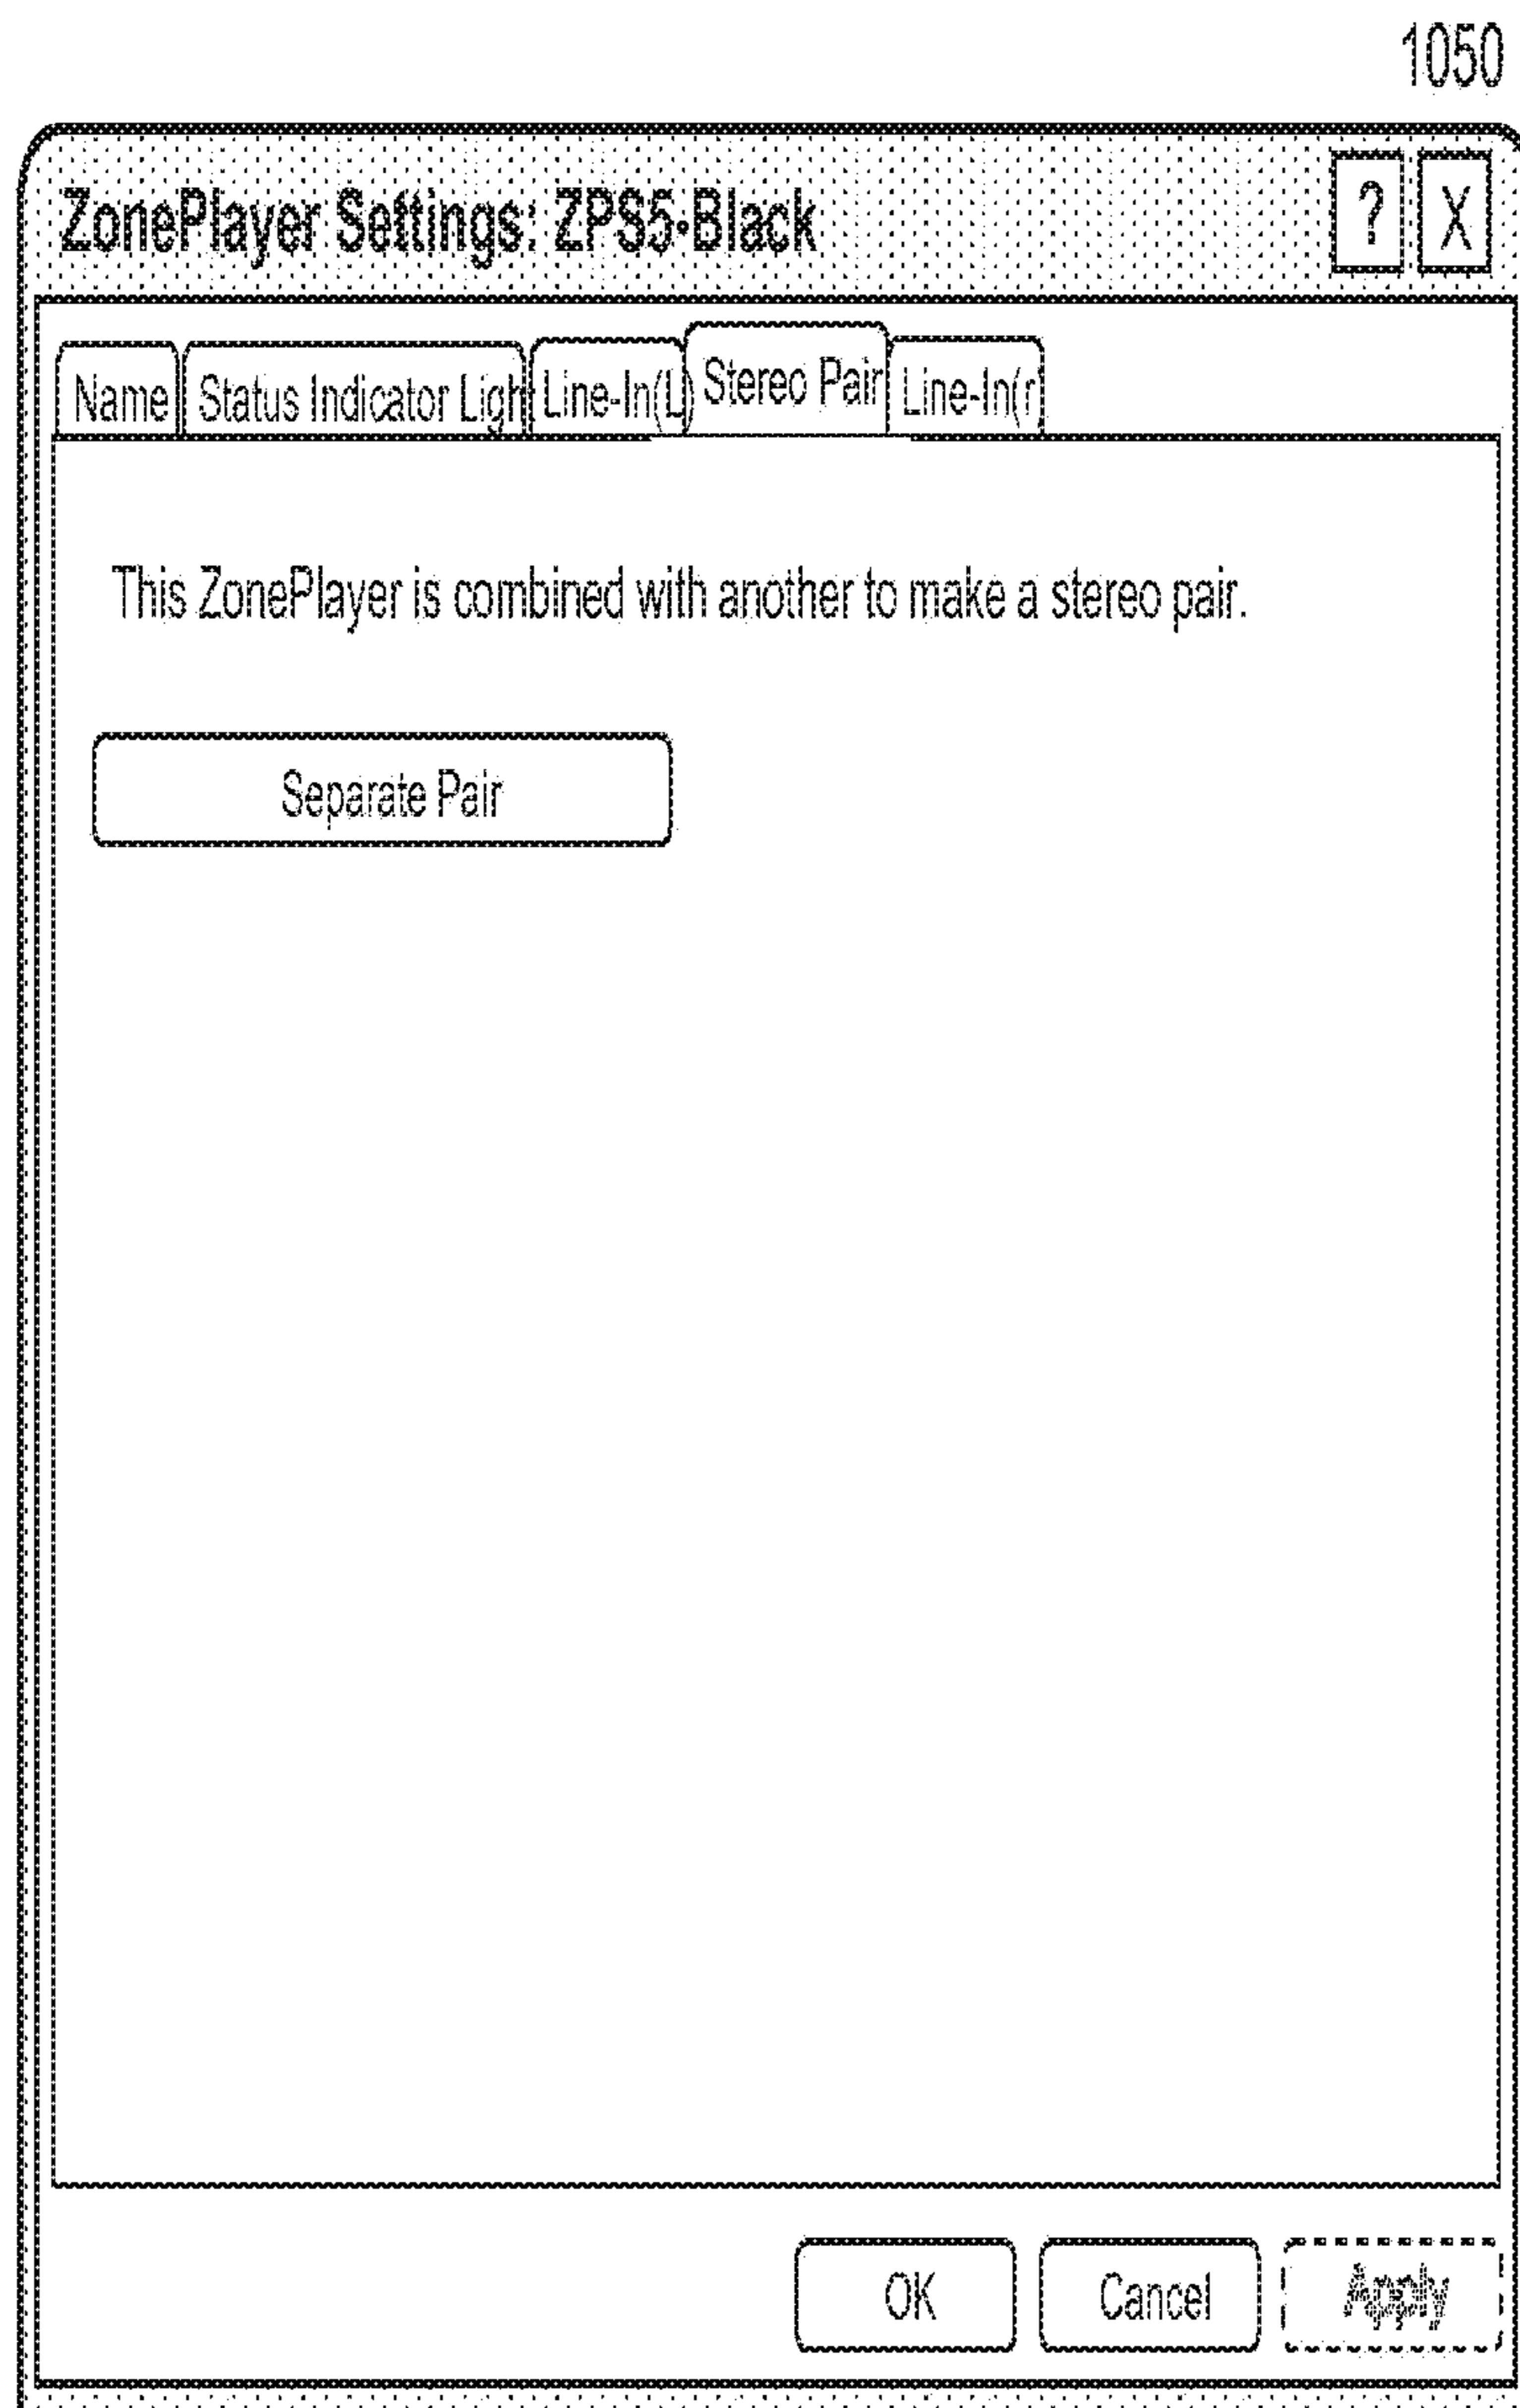 1050
ZonePlayer Settings: ZPS5-Black ? X
Name Status Indicator Light Line-In(L) Stereo Pair Line-In(r)
This ZonePlayer is combined with another to make a stereo pair.
Separate Pair
OK Cancel Apply